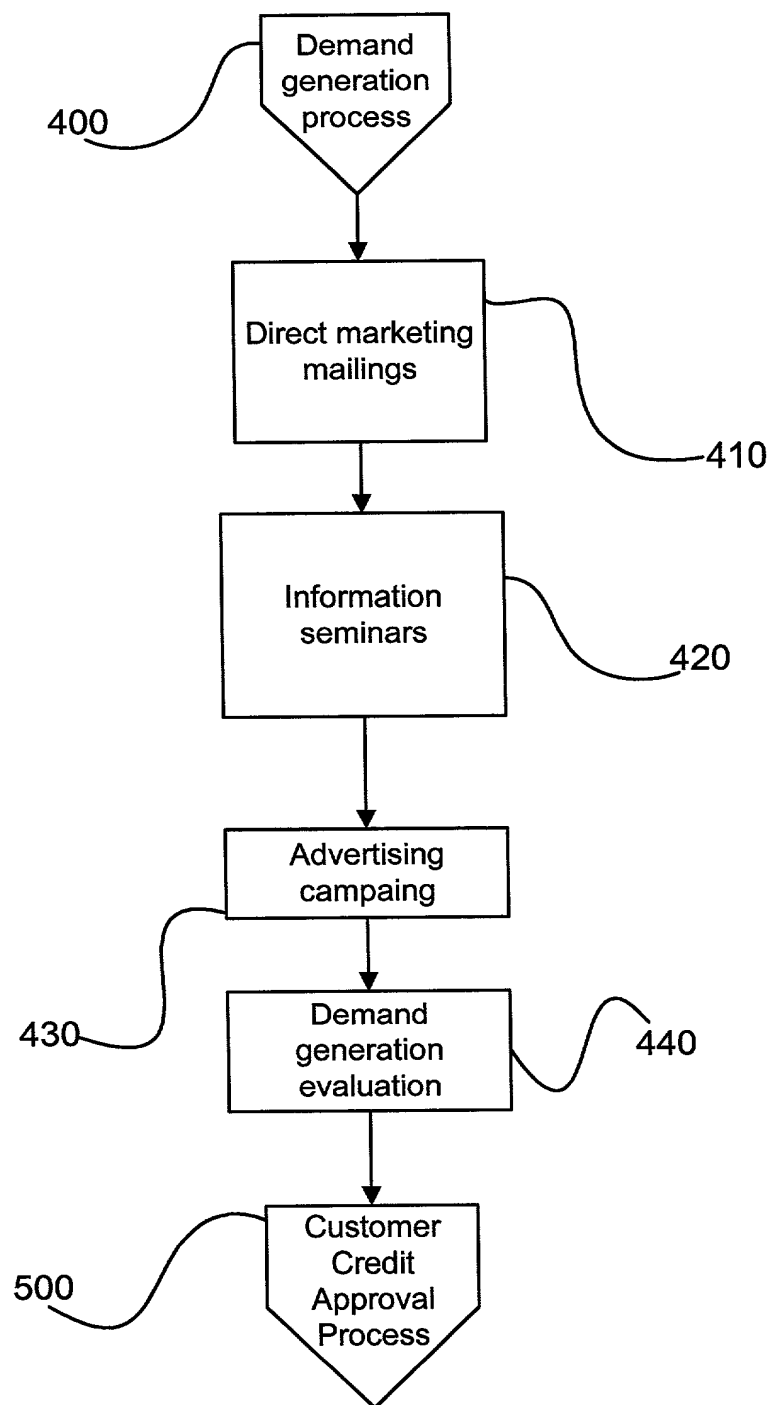 Demand
generation
process
400
Direct marketing
mailings
410
Information
seminars
420
Advertising
campaing
430
Demand
generation
evaluation
440
Customer
Credit
Approval
Process
500